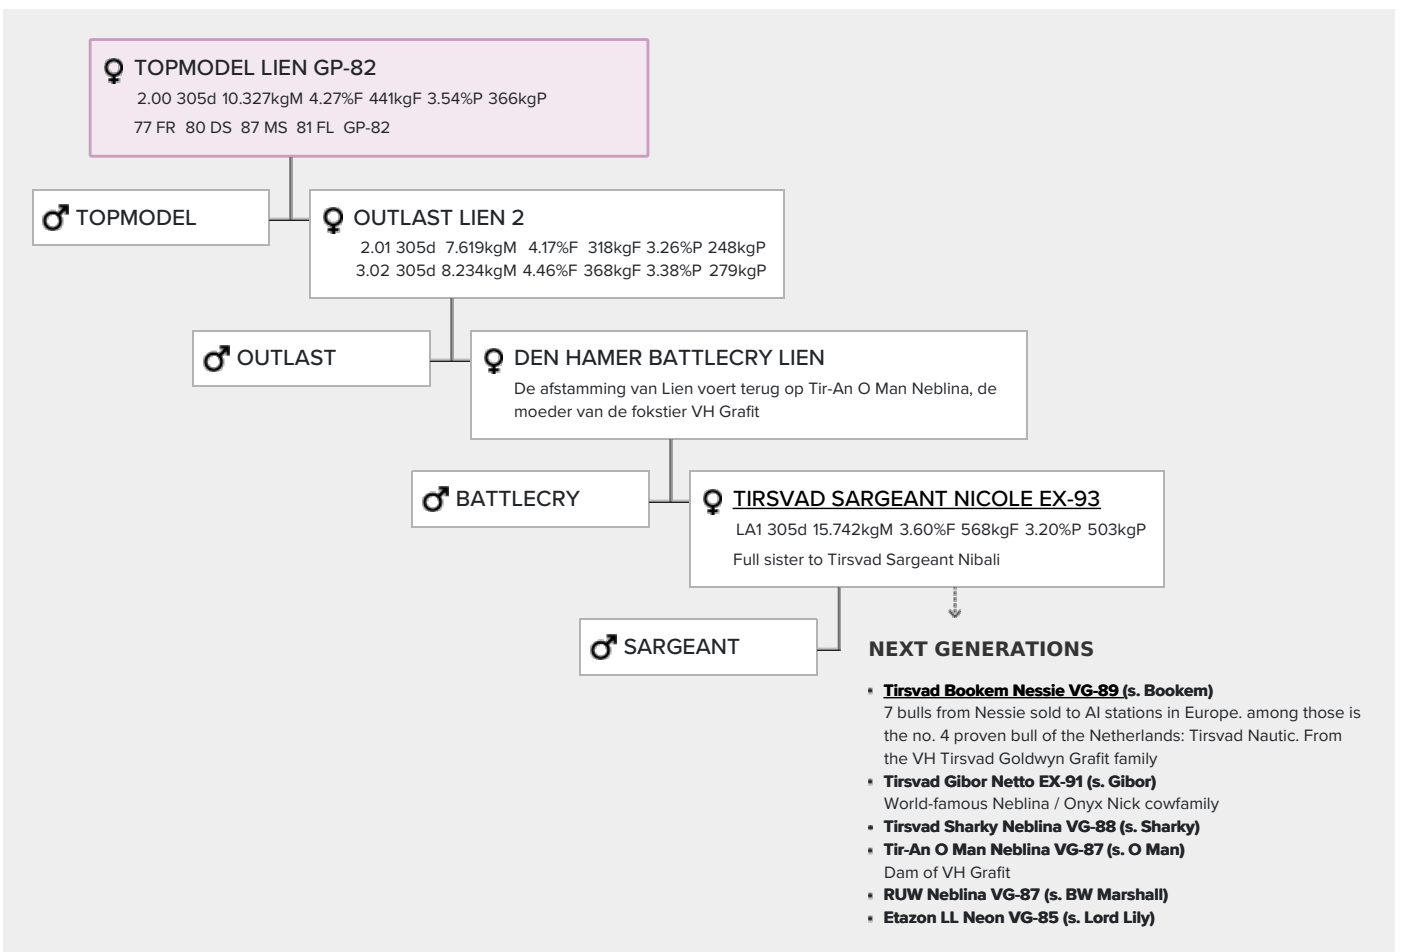 TOPMODEL LIEN GP-82
2.00 305d 10.327kgM 4.27%F 441kgF 3.54%P 366kgP
77 FR 80 DS 87 MS 81 FL GP-82
TOPMODEL
OUTLAST LIEN 2
2.01 305d 7.619kgM 4.17%F 318kgF 3.26%P 248kgP
3.02 305d 8.234kgM 4.46%F 368kgF 3.38%P 279kgP
OUTLAST
DEN HAMER BATTLECRY LIEN
De afstamming van Lien voert terug op Tir-An O Man Neblina, de
moeder van de fokstier VH Grafit
BATTLECRY
TIRSVAD SARGEANT NICOLE EX-93
LA1 305d 15.742kgM 3.60%F 568kgF 3.20%P 503kgP
Full sister to Tirsvad Sargeant Nibali
SARGEANT
NEXT GENERATIONS
Tirsvad Bookem Nessie VG-89 (s. Bookem)
7 bulls from Nessie sold to AI stations in Europe. among those is
the no. 4 proven bull of the Netherlands: Tirsvad Nautic. From
the VH Tirsvad Goldwyn Grafit family
Tirsvad Gibor Netto EX-91 (s. Gibor)
World-famous Neblina / Onyx Nick cowfamily
Tirsvad Sharky Neblina VG-88 (s. Sharky)
Tir-An O Man Neblina VG-87 (s. O Man)
Dam of VH Grafit
RUW Neblina VG-87 (s. BW Marshall)
Etazon LL Neon VG-85 (s. Lord Lily)